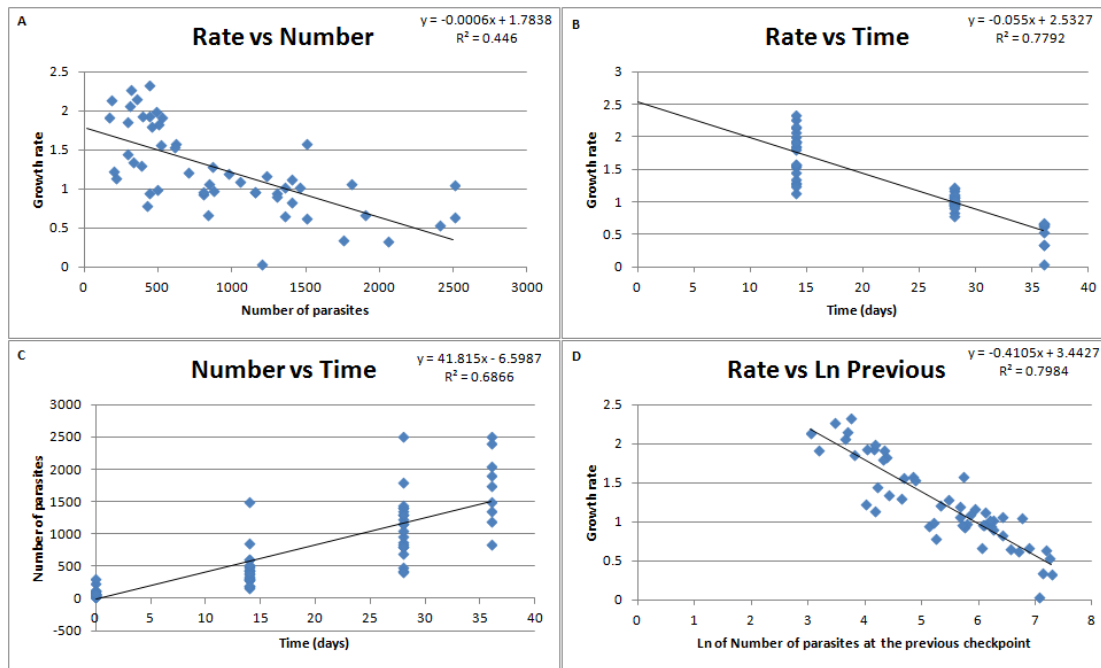 A
Rate vs Number
y = -0.0006x + 1.7838
R² = 0.446
2.5
2
1.5
1
0.5
0
Growth rate
0 500 1000 1500 2000 2500 3000
Number of parasites
B
Rate vs Time
y = -0.055x + 2.5327
R² = 0.7792
3
2.5
2
1.5
1
0.5
0
Growth rate
0 5 10 15 20 25 30 35 40
Time (days)
C
Number vs Time
y = 41.815x - 6.5987
R² = 0.6866
3000
2500
2000
1500
1000
500
0
-500
Number of parasites
0 5 10 15 20 25 30 35 40
Time (days)
D
Rate vs Ln Previous
y = -0.4105x + 3.4427
R² = 0.7984
2.5
2
1.5
1
0.5
0
Growth rate
0 1 2 3 4 5 6 7 8
Ln of Number of parasites at the previous checkpoint